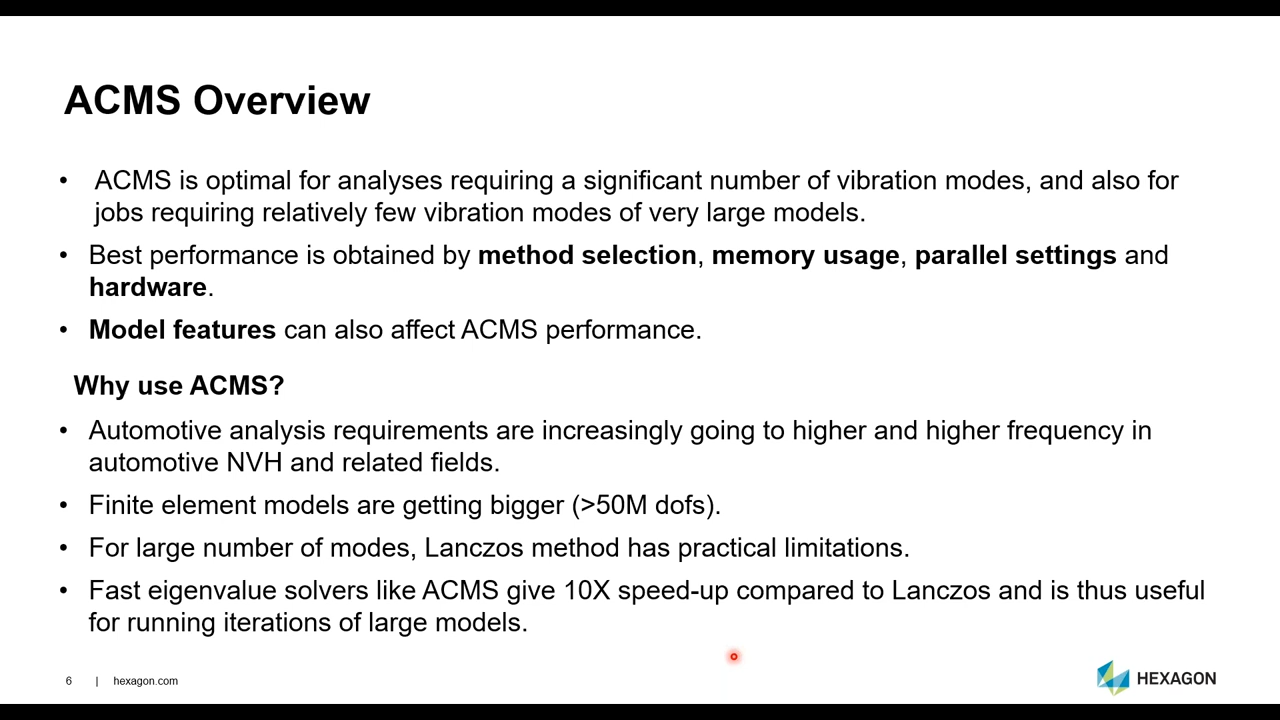 ACMS Overview
• ACMS is optimal for analyses requiring a significant number of vibration modes, and also for
jobs requiring relatively few vibration modes of very large models.
• Best performance is obtained by method selection, memory usage, parallel settings and
hardware.
• Model features can also affect ACMS performance.
Why use ACMS?
• Automotive analysis requirements are increasingly going to higher and higher frequency in
automotive NVH and related fields.
• Finite element models are getting bigger (>50M dofs).
• For large number of modes, Lanczos method has practical limitations.
• Fast eigenvalue solvers like ACMS give 10X speed-up compared to Lanczos and is thus useful
for running iterations of large models.
6 | hexagon.com
HEXAGON